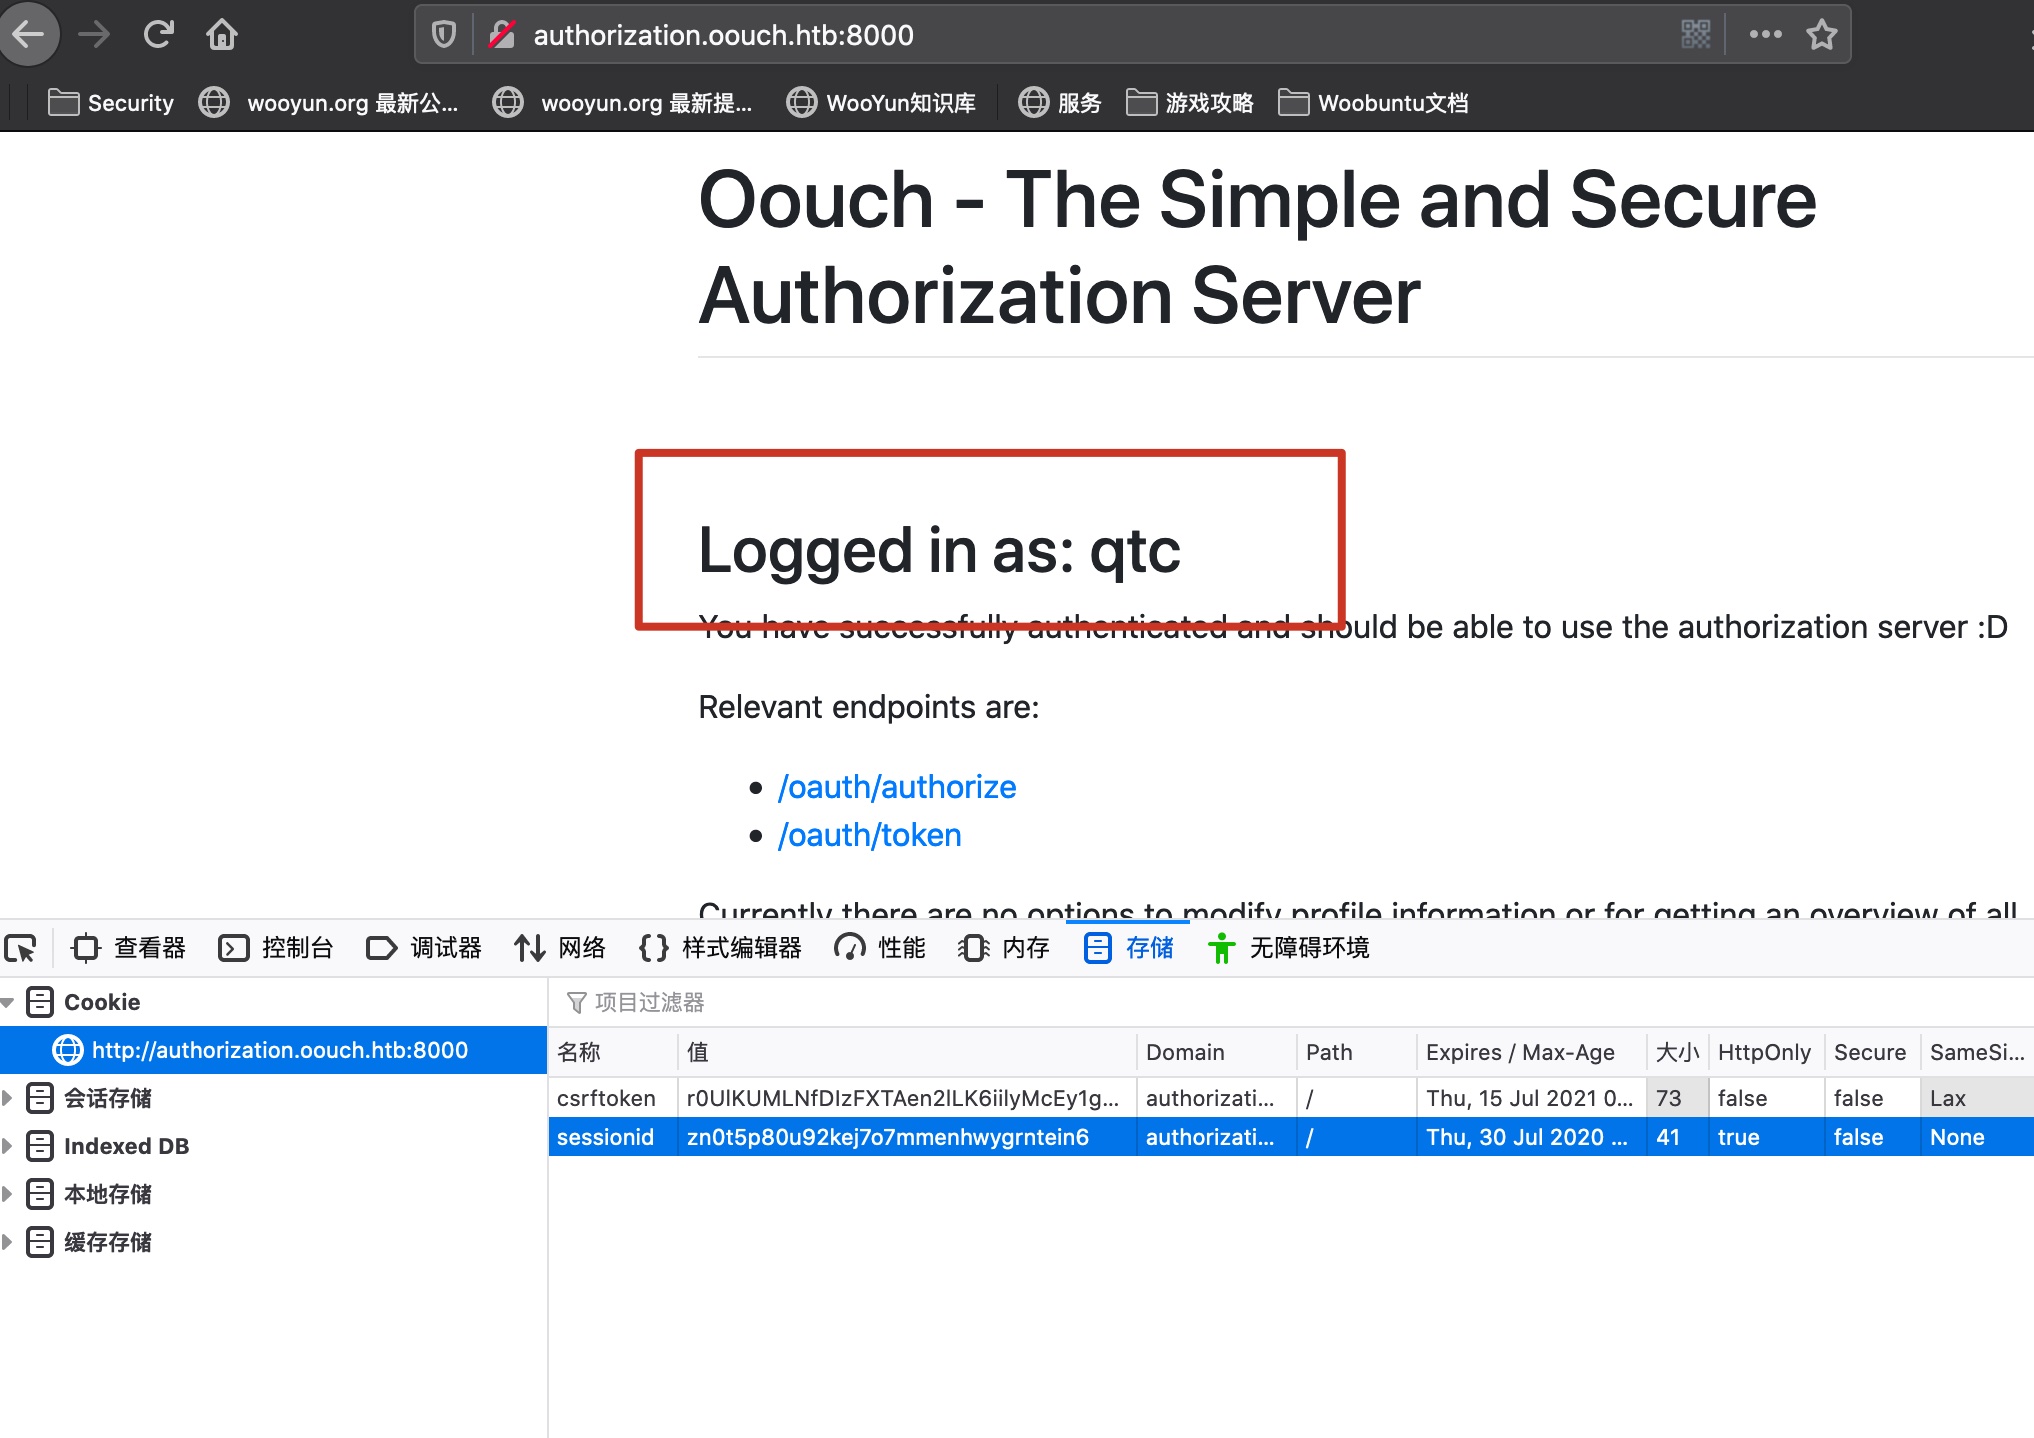 authorization.oouch.htb:8000
Security wooyun.org 最新公... wooyun.org 最新提... WooYun知识库 服务 游戏攻略 Woobuntu文档
Oouch - The Simple and Secure
Authorization Server
Logged in as: qtc
You have successfully authenticated and should be able to use the authorization server :D
Relevant endpoints are:
/oauth/authorize
/oauth/token
Currently there are no options to modify profile information or for getting an overview of all
查看器 控制台 调试器 网络 样式编辑器 性能 内存 存储 无障碍环境
Cookie
项目过滤器
http://authorization.oouch.htb:8000
名称 值 Domain Path Expires / Max-Age 大小 HttpOnly Secure SameSi...
会话存储
csrftoken r0UlKUMLNfDIzFXTAen2lLK6iilyMcEy1g... authorizati... / Thu, 15 Jul 2021 0... 73 false false Lax
sessionid zn0t5p80u92kej7o7mmenhwygrntein6 authorizati... / Thu, 30 Jul 2020 ... 41 true false None
Indexed DB
本地存储
缓存存储